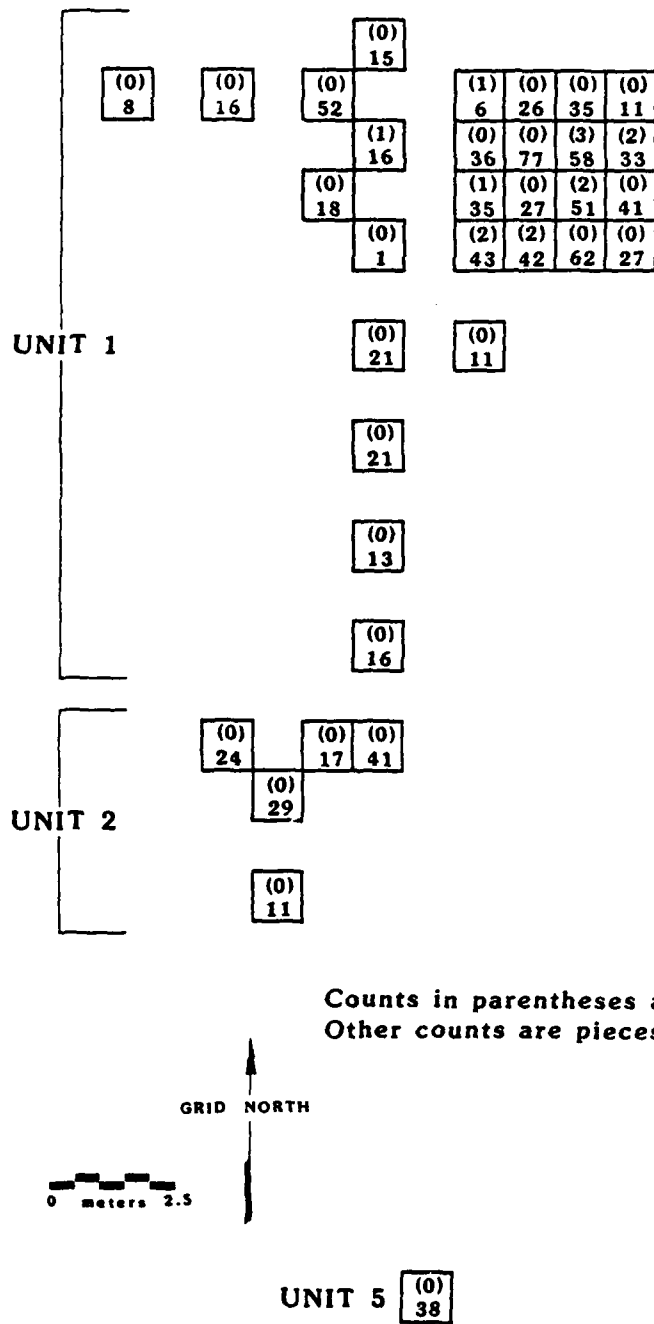 (0)
15
(0) (0) (0) (1) (0) (0) (0)
8 16 52 6 26 35 11
(1) (0) (0) (3) (2)
16 36 77 58 33
(0) (1) (0) (2) (0)
18 35 27 51 41
(0) (2) (2) (0) (0)
1 43 42 62 27
UNIT 1
(0) (0)
21 11
(0)
21
(0)
13
(0)
16
(0) (0) (0)
24 17 41
UNIT 2
(0)
29
(0)
11
Counts in parentheses a
Other counts are pieces
GRID NORTH
0 meters 2.5
UNIT 5
(0)
38